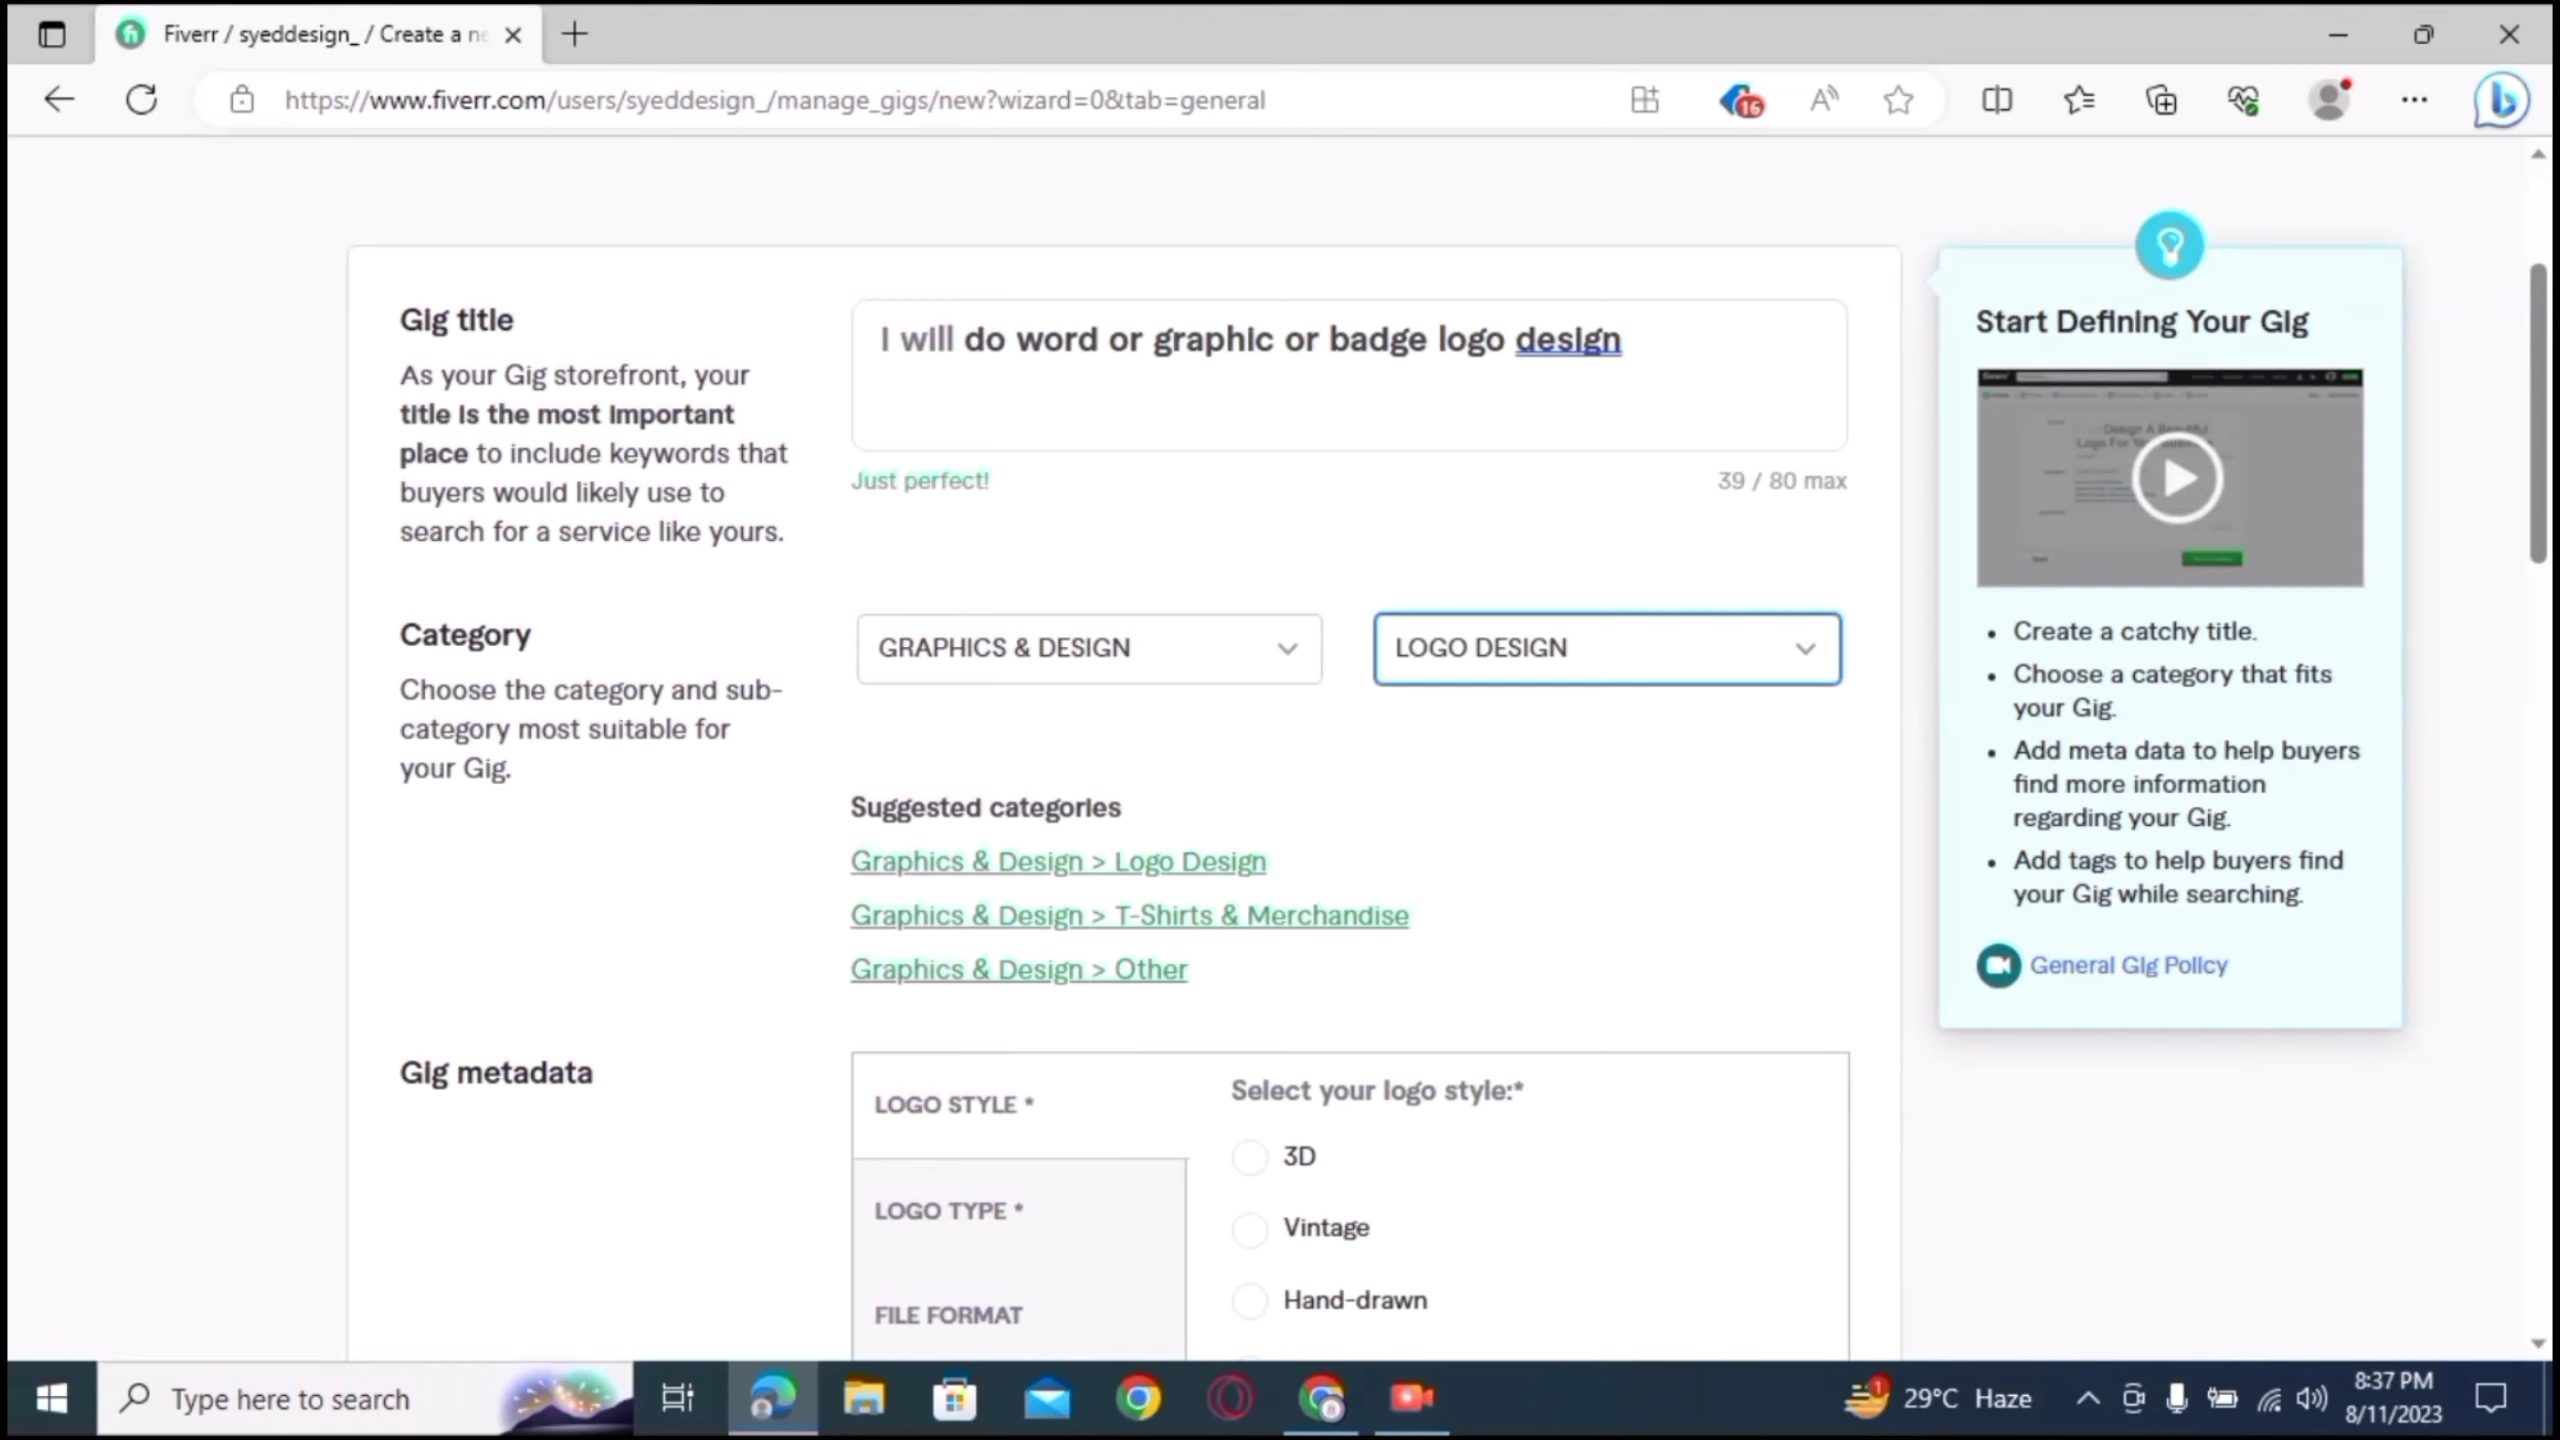 Fiverr / syeddesign_ / Create a ne
https://www.fiverr.com/users/syeddesign_/manage_gigs/new?wizard=0&tab=general
16
Gig title
As your Gig storefront, your
title is the most important
place to include keywords that
buyers would likely use to
search for a service like yours.
I will do word or graphic or badge logo design
Just perfect!
39 / 80 max
Category
Choose the category and sub-
category most suitable for
your Gig.
GRAPHICS & DESIGN
LOGO DESIGN
Suggested categories
Graphics & Design > Logo Design
Graphics & Design > T-Shirts & Merchandise
Graphics & Design > Other
Gig metadata
LOGO STYLE *
LOGO TYPE *
FILE FORMAT
Select your logo style:*
3D
Vintage
Hand-drawn
Start Defining Your Gig
Design A Beautiful
• Create a catchy title.
• Choose a category that fits
your Gig.
• Add meta data to help buyers
find more information
regarding your Gig.
• Add tags to help buyers find
your Gig while searching.
General Gig Policy
Type here to search
1
29°C Haze
8:37 PM
8/11/2023